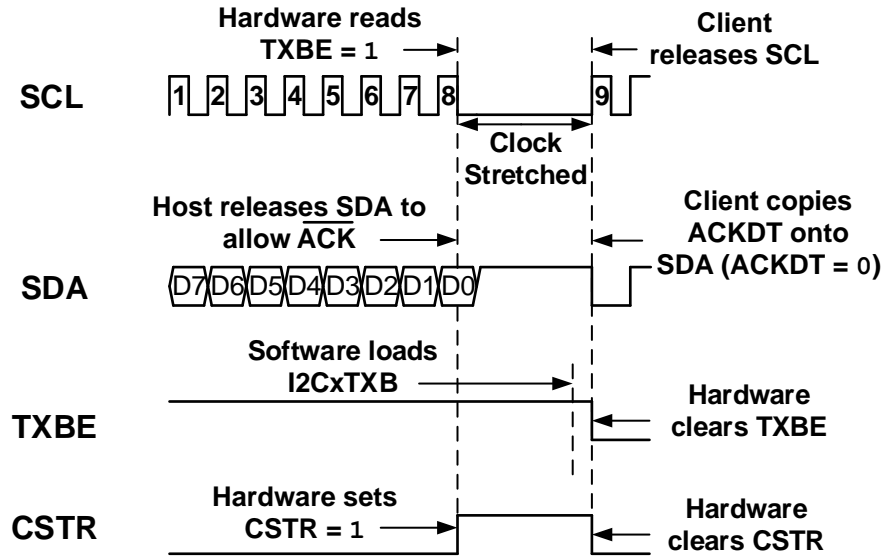 Hardware reads
TXBE = 1
Client
releases SCL
SCL
1 2 3 4 5 6 7 8 9
Clock
Stretched
Host releases SDA to
allow A̅C̅K̅
Client copies
ACKDT onto
SDA (ACKDT = 0)
SDA
D7 D6 D5 D4 D3 D2 D1 D0
Software loads
I2CxTXB
TXBE
Hardware
clears TXBE
Hardware sets
CSTR = 1
CSTR
Hardware
clears CSTR